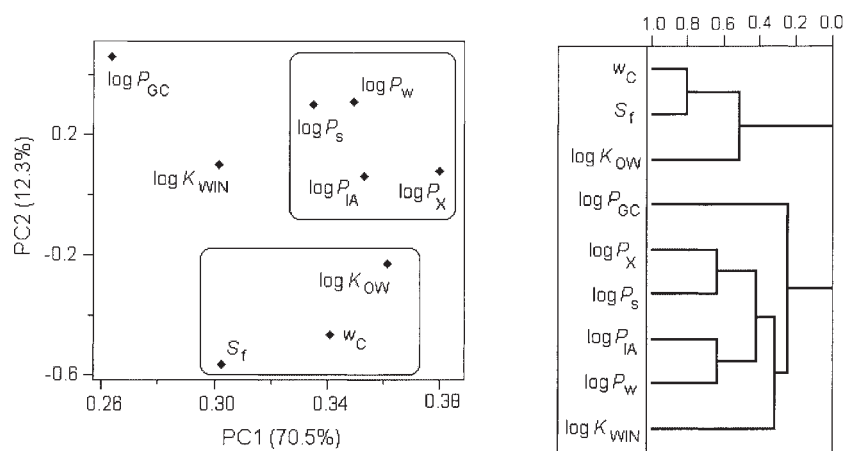 log P_GC
log P_w
log P_s
0.2
log K_WIN
log P_IA
log P_X
PC2 (12.3%)
-0.2
log K_OW
S_f
w_C
-0.6
0.26
0.30
0.34
0.38
PC1 (70.5%)
1.0 0.8 0.6 0.4 0.2 0.0
w_C
S_f
log K_OW
log P_GC
log P_X
log P_s
log P_IA
log P_w
log K_WIN